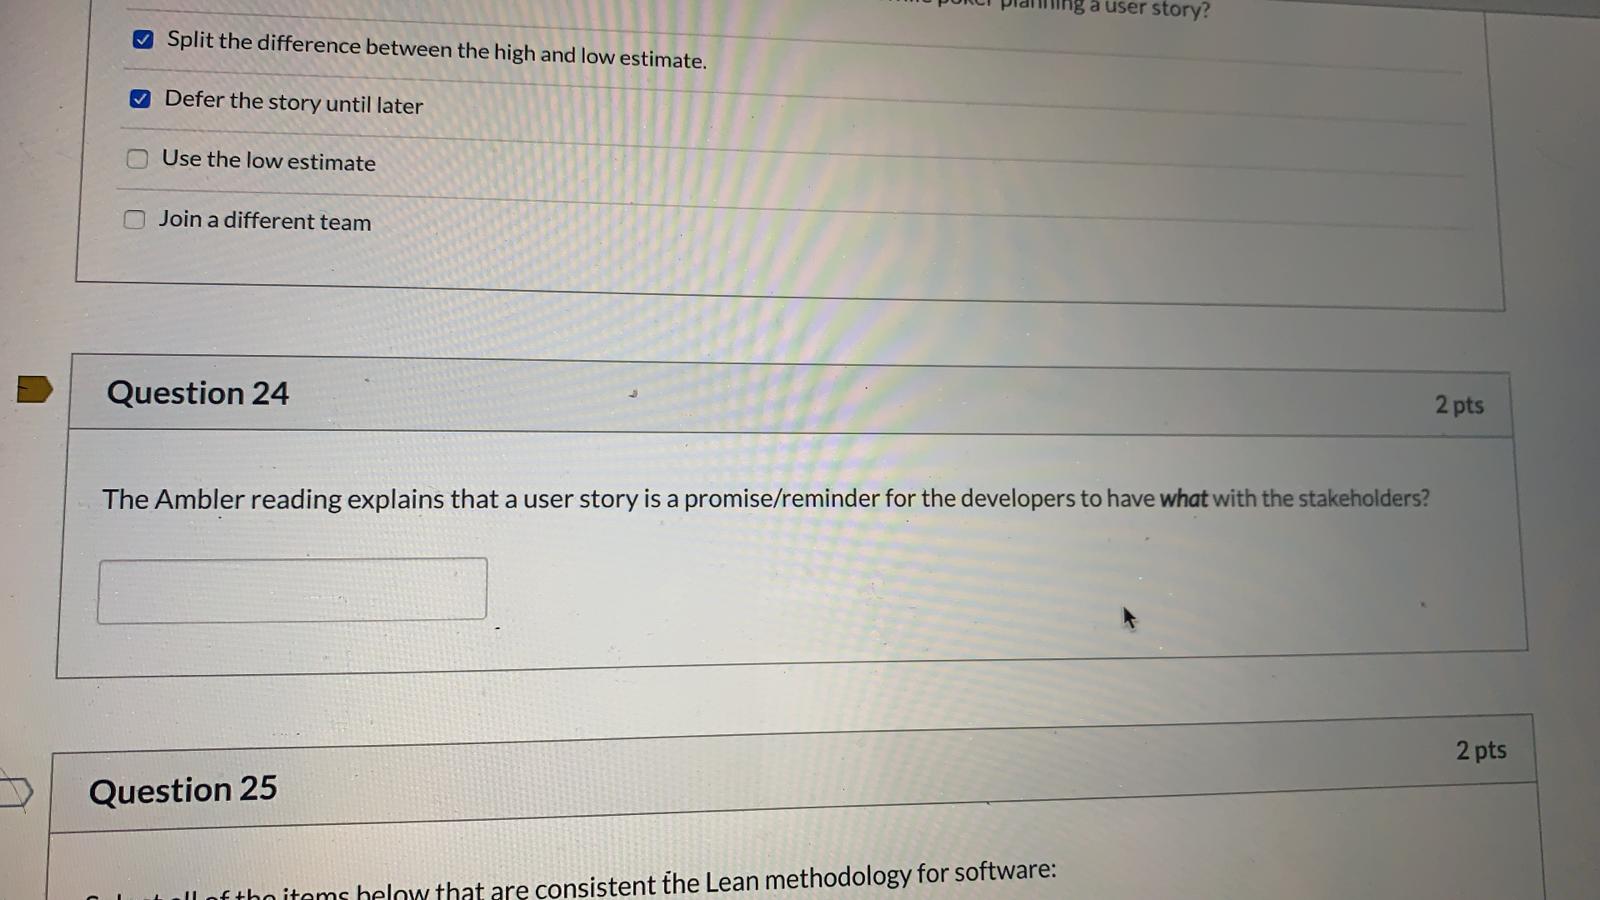 poker planning a user story?
Split the difference between the high and low estimate.
Defer the story until later
Use the low estimate
Join a different team
Question 24
2 pts
The Ambler reading explains that a user story is a promise/reminder for the developers to have what with the stakeholders?
Question 25
2 pts
all of the items below that are consistent the Lean methodology for software: